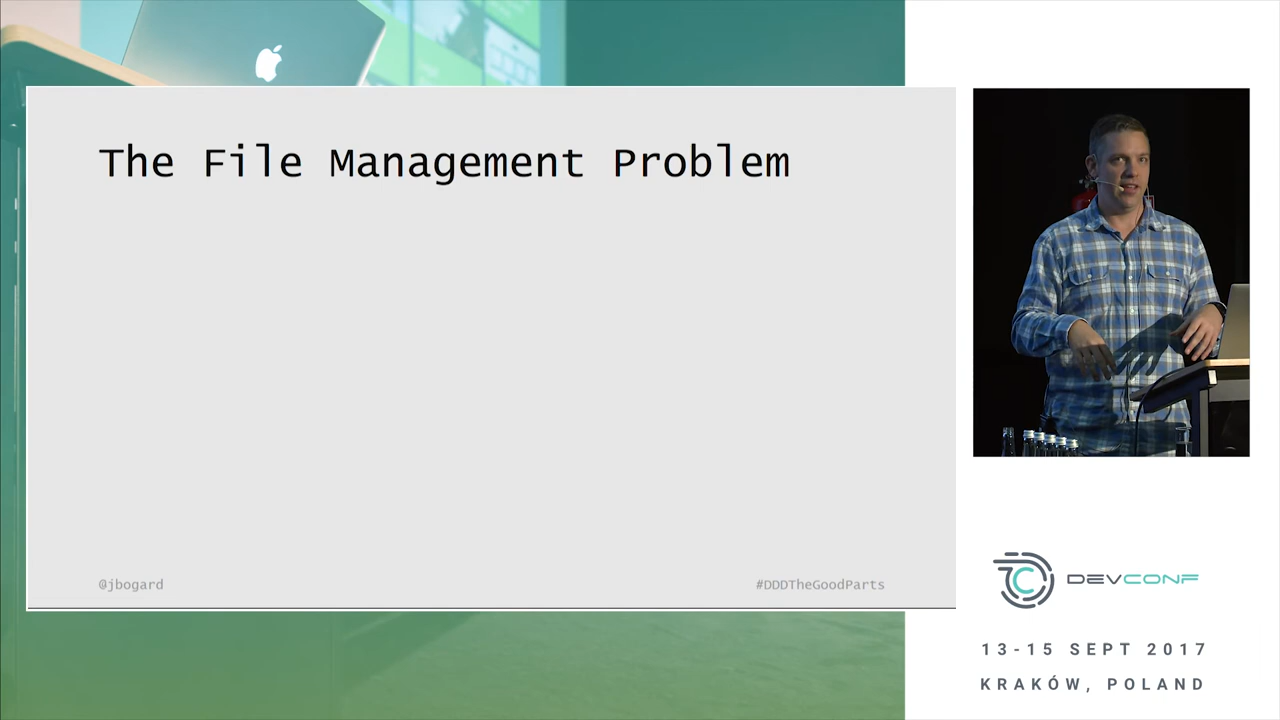 The File Management Problem
@jbogard
#DDDTheGoodParts
DEVCONF
13-15 SEPT 2017
KRAKÓW, POLAND